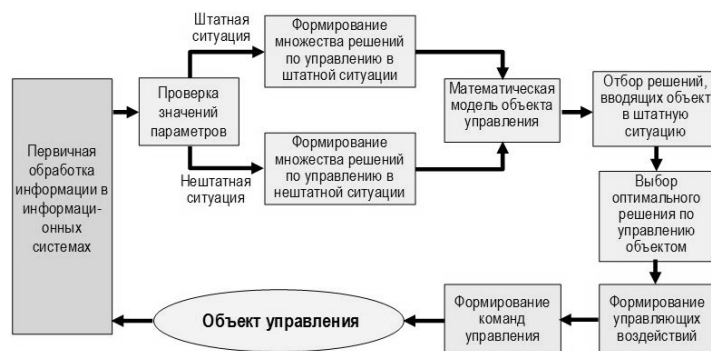 Штатная
ситуация
Формирование
множества решений
по управлению в
штатной ситуации
Математическая
модель объекта
управления
Отбор решений,
вводящих объект
в штатную
ситуацию
Проверка
значений
параметров
Первичная
обработка
информации в
информаци-
онных
системах
Нештатная
ситуация
Формирование
множества решений
по управлению в
нештатной ситуации
Выбор
оптимального
решения по
управлению
объектом
Объект управления
Формирование
команд
управления
Формирование
управляющих
воздействий